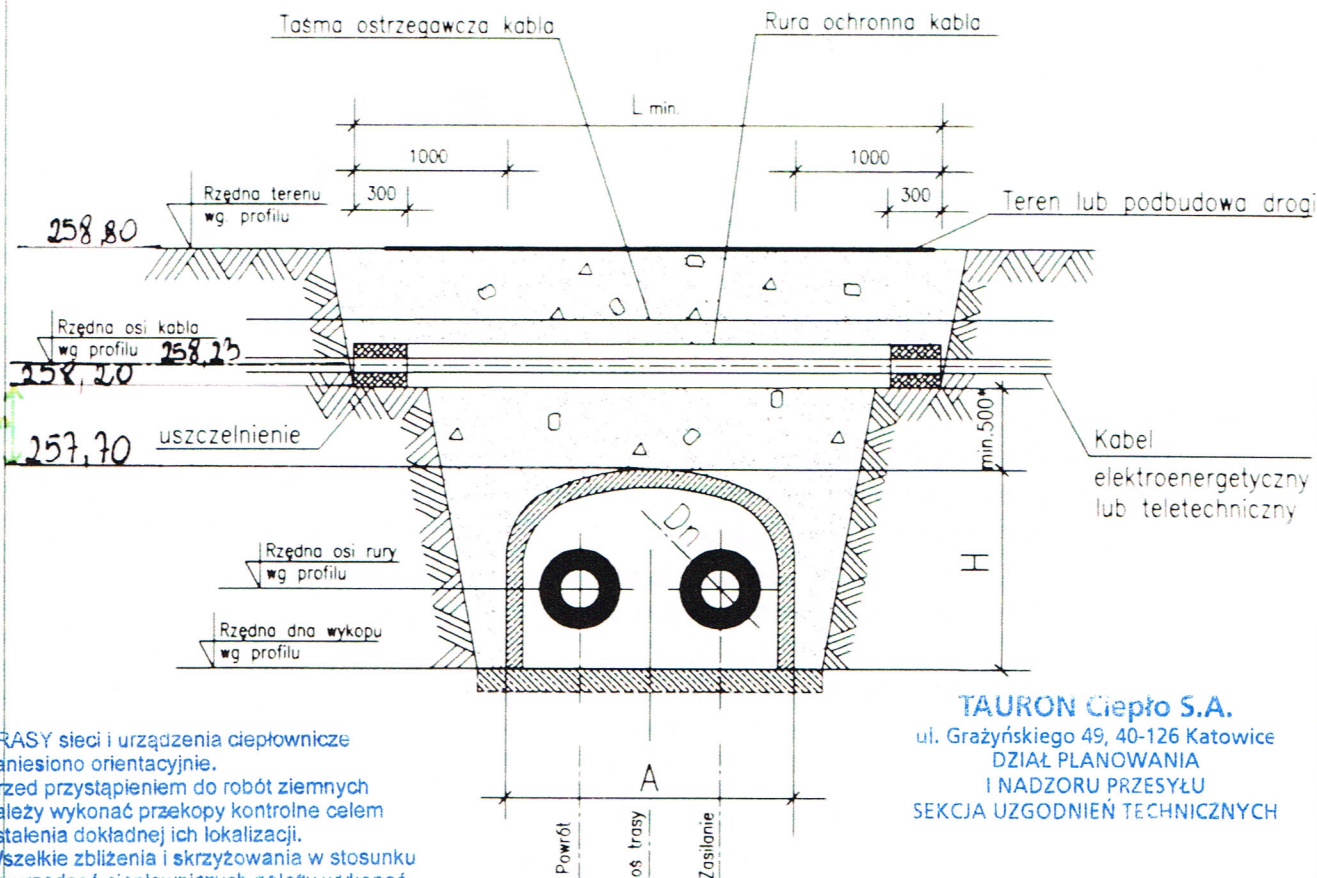 Taśma ostrzegawcza kabla
Rura ochronna kabla
L min.
1000
1000
300
300
Rzędna terenu
wg. profilu
Teren lub podbudowa drogi
258,80
Rzędna osi kabla
wg profilu
258,23
258,20
uszczelnienie
257,70
min.500*
Kabel
elektroenergetyczny
lub teletechniczny
Dn
Rzędna osi rury
wg profilu
H
Rzędna dna wykopu
wg profilu
TAURON Ciepło S.A.
ul. Grażyńskiego 49, 40-126 Katowice
DZIAŁ PLANOWANIA
I NADZORU PRZESYŁU
SEKCJA UZGODNIEŃ TECHNICZNYCH
RASY sieci i urządzenia ciepłownicze
aniesiono orientacyjnie.
rzed przystąpieniem do robót ziemnych
ależy wykonać przekopy kontrolne celem
stalenia dokładnej ich lokalizacji.
Wszelkie zbliżenia i skrzyżowania w stosunku
A
Powrót
oś trasy
Zasilanie